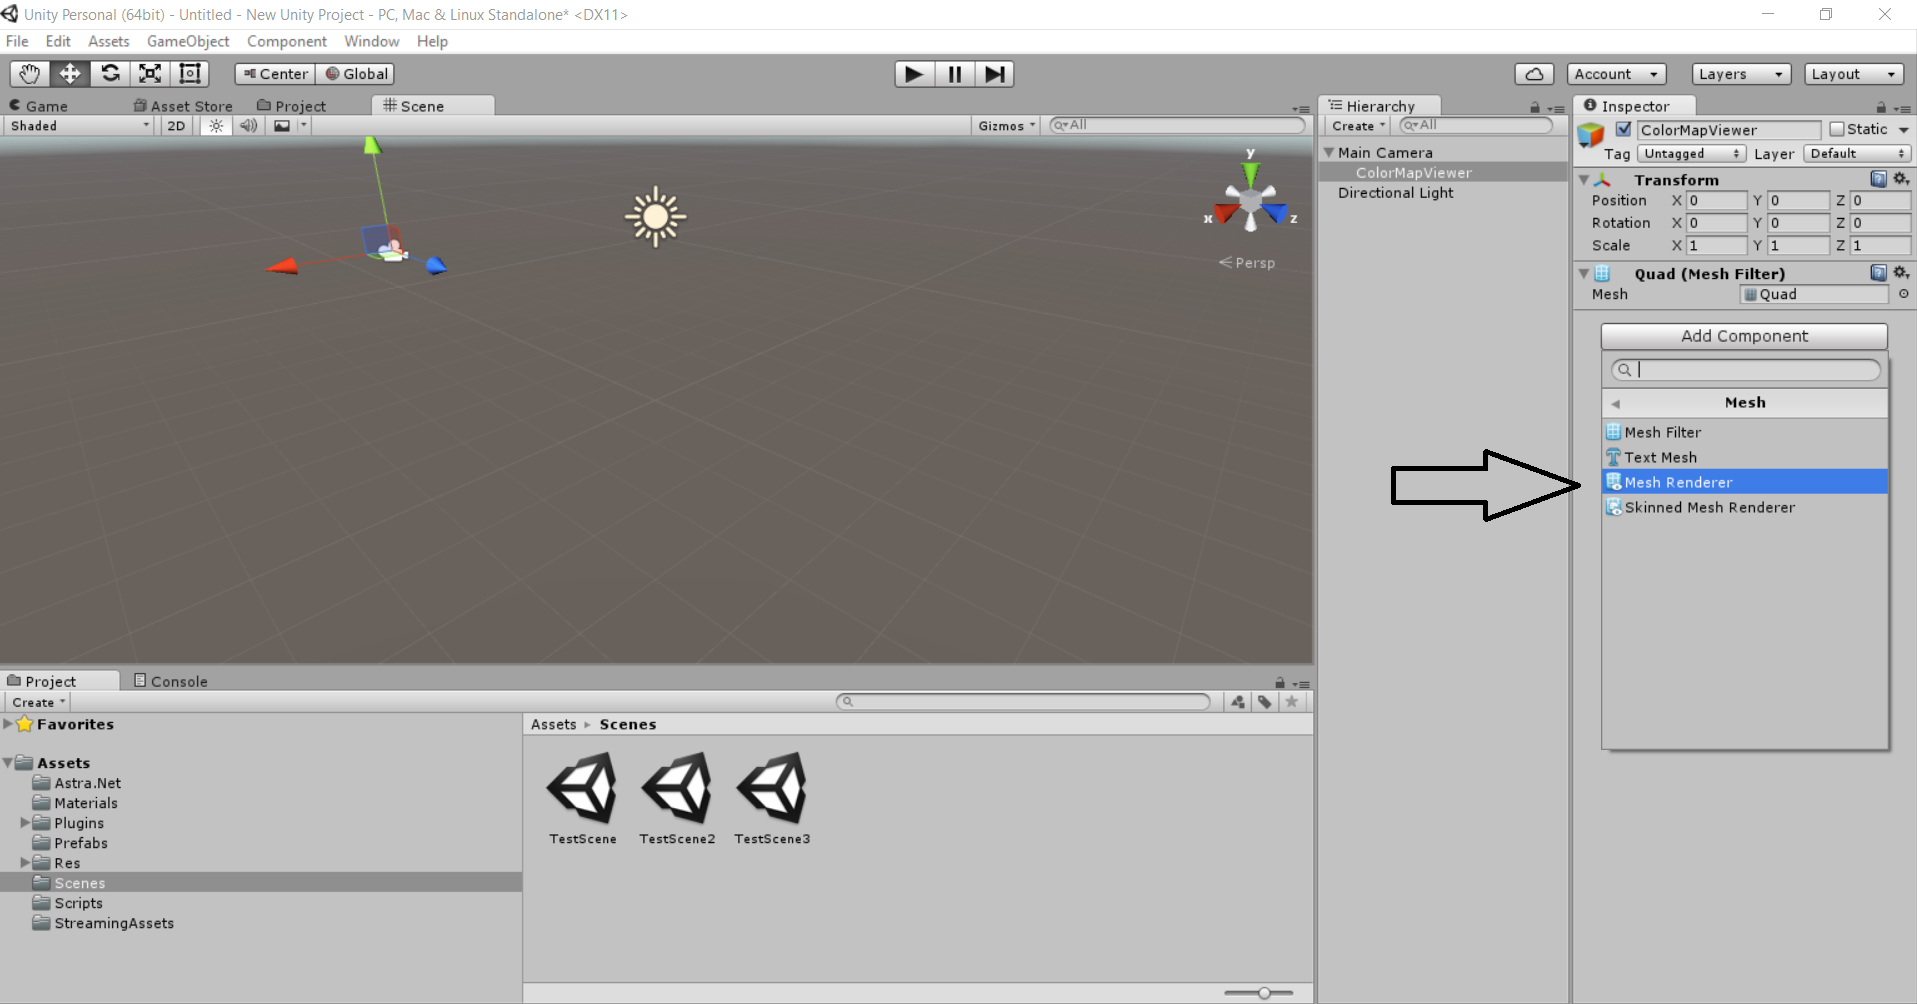 Unity Personal (64bit) - Untitled - New Unity Project - PC, Mac & Linux Standalone* <DX11>
File Edit Assets GameObject Component Window Help
Center Global
Account Layers Layout
Game Asset Store Project Scene
Shaded 2D Gizmos All
y
x z
Persp
Hierarchy
Create All
Main Camera
ColorMapViewer
Directional Light
Inspector
ColorMapViewer Static
Tag Untagged Layer Default
Transform
Position X 0 Y 0 Z 0
Rotation X 0 Y 0 Z 0
Scale X 1 Y 1 Z 1
Quad (Mesh Filter)
Mesh Quad
Add Component
Mesh
Mesh Filter
Text Mesh
Mesh Renderer
Skinned Mesh Renderer
Project Console
Create
Favorites
Assets
Astra.Net
Materials
Plugins
Prefabs
Res
Scenes
Scripts
StreamingAssets
Assets Scenes
TestScene TestScene2 TestScene3